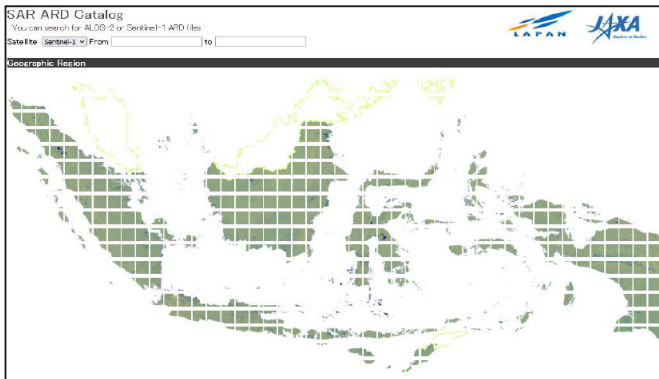 SAR ARD Catalog
You can search for ALOS-2 or Sentinel-1 ARD files
Satellite Sentinel-1 From to
Geographic Region
LAPAN
JAXA